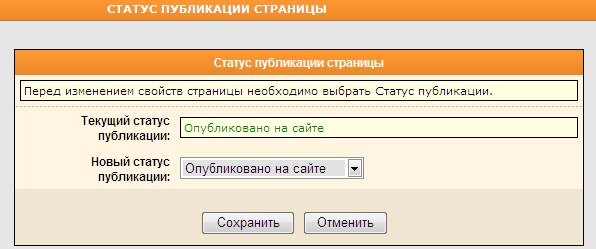 СТАТУС ПУБЛИКАЦИИ СТРАНИЦЫ
Статус публикации страницы
Перед изменением свойств страницы необходимо выбрать Статус публикации.
Текущий статус
публикации:
Опубликовано на сайте
Новый статус
публикации:
Опубликовано на сайте
Сохранить Отменить